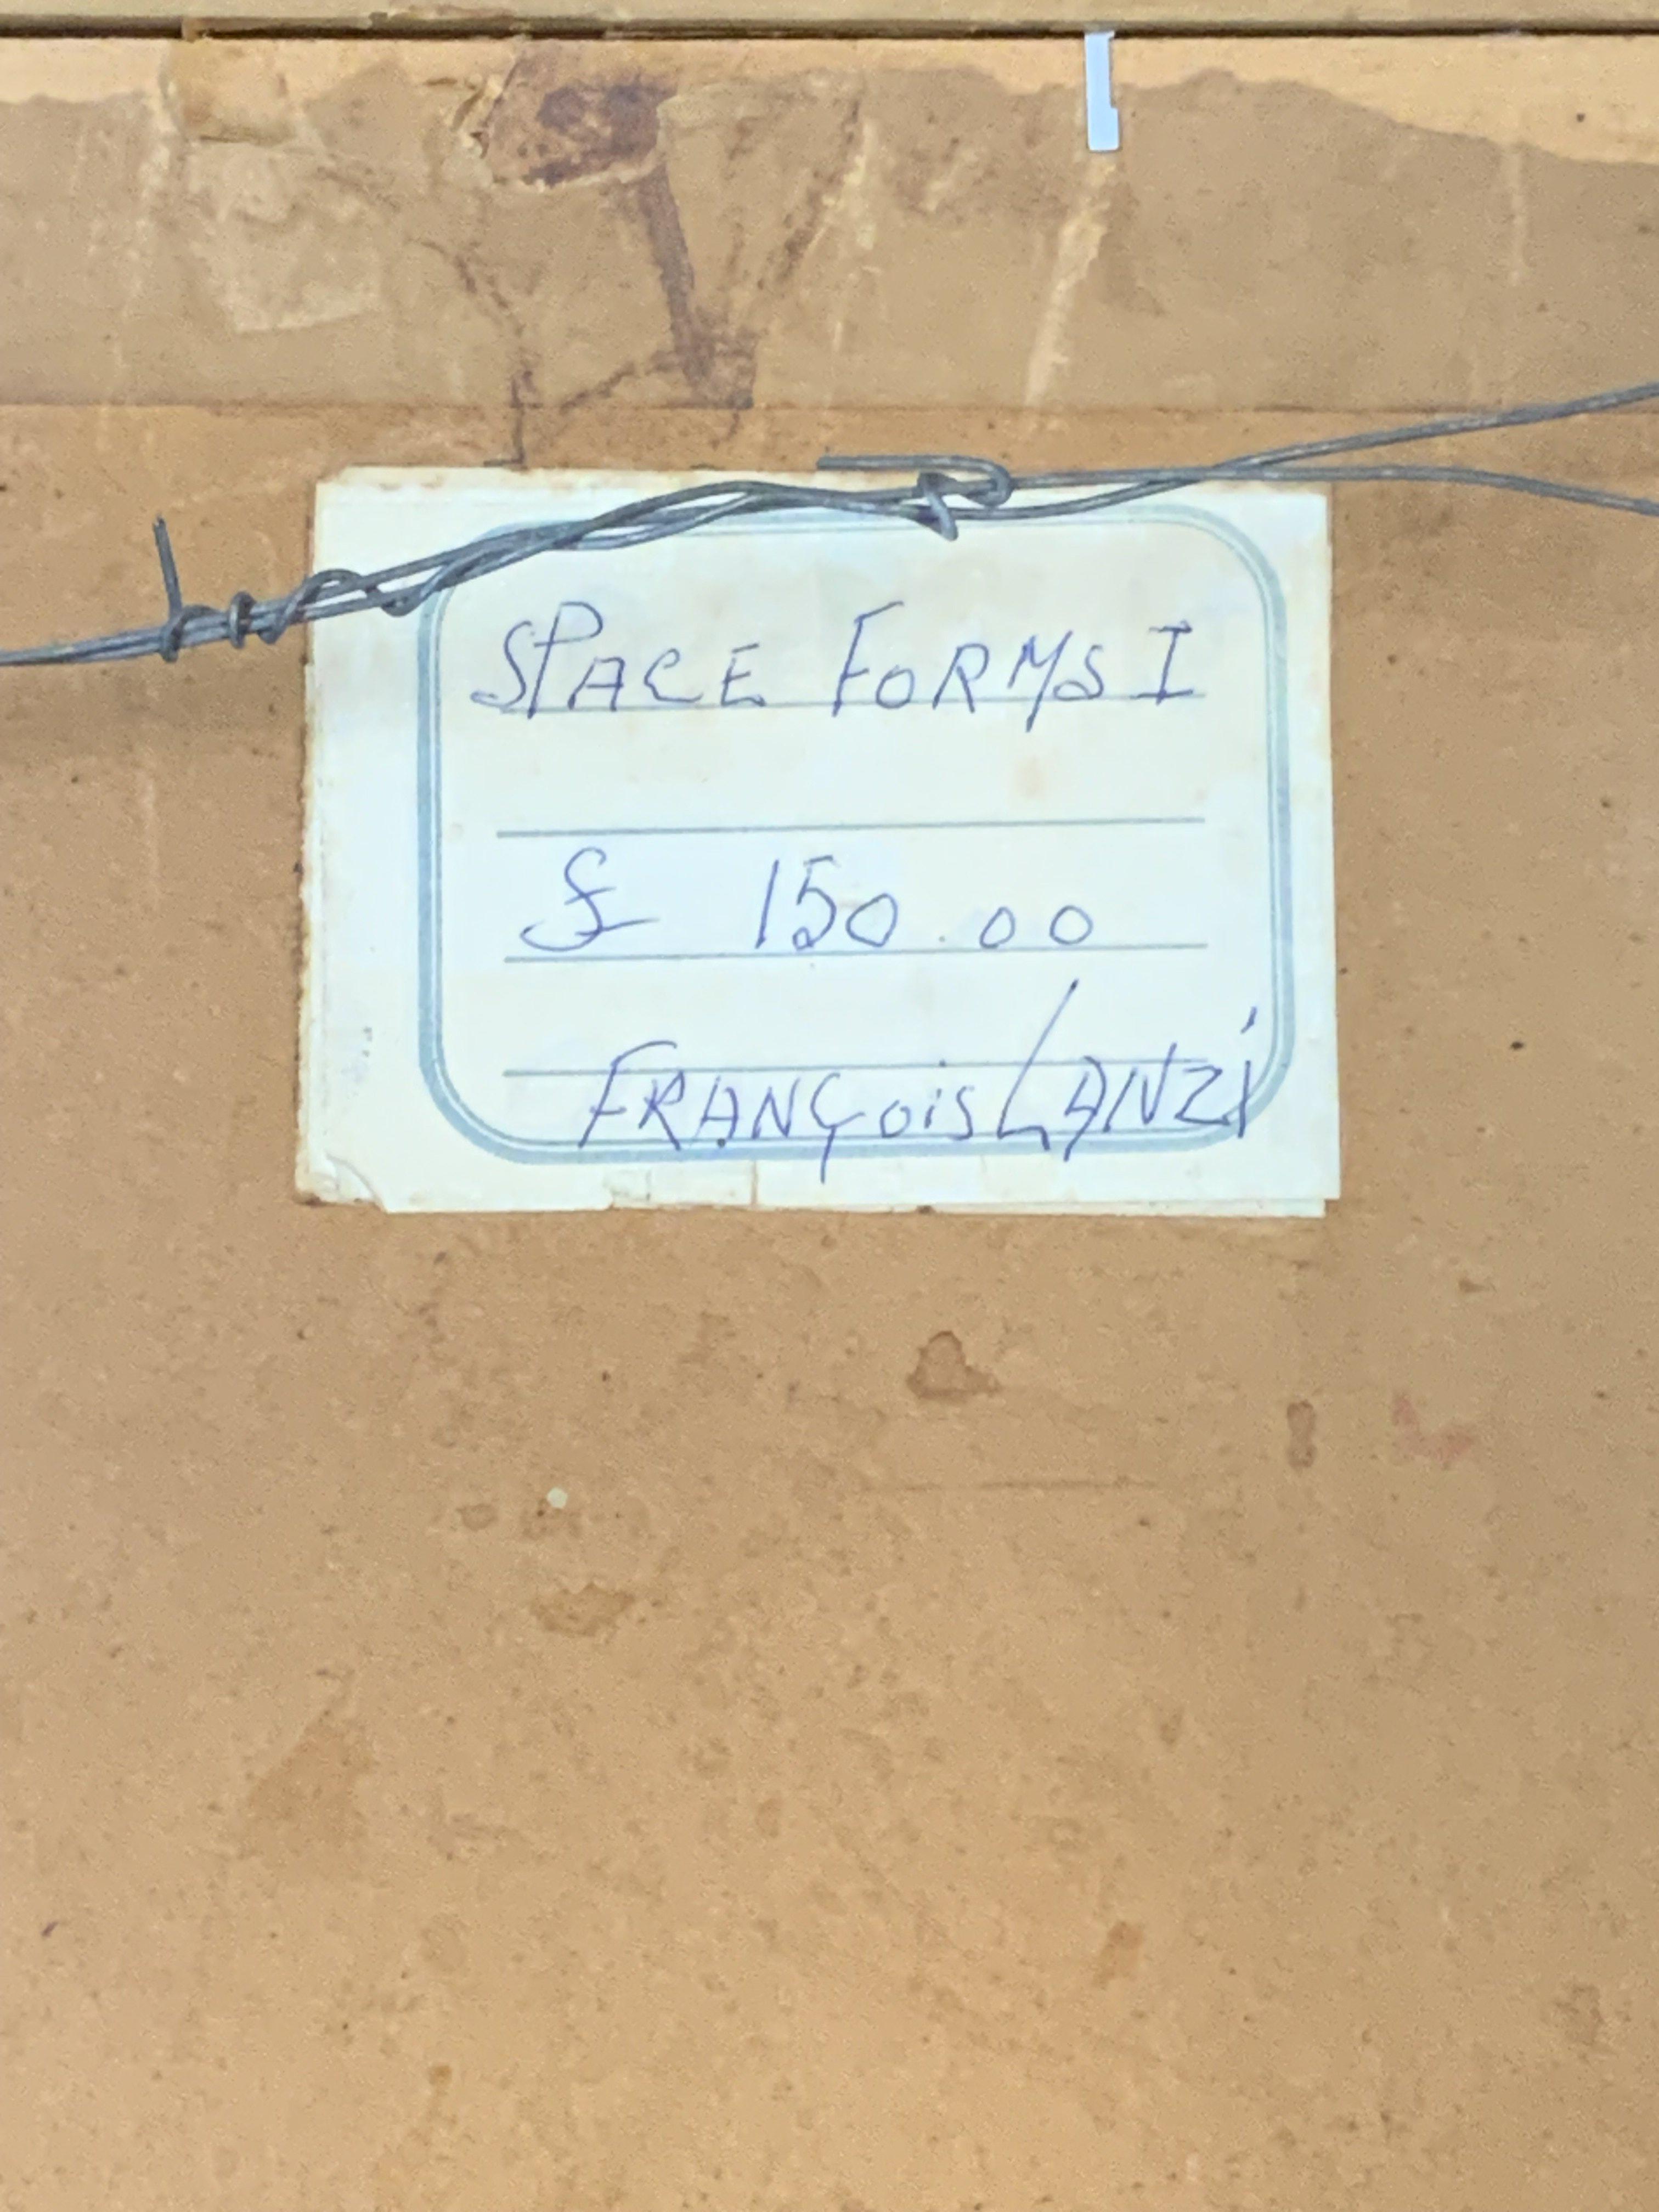 SPACE FORMS I
£ 150.00
FRANÇois LANZi